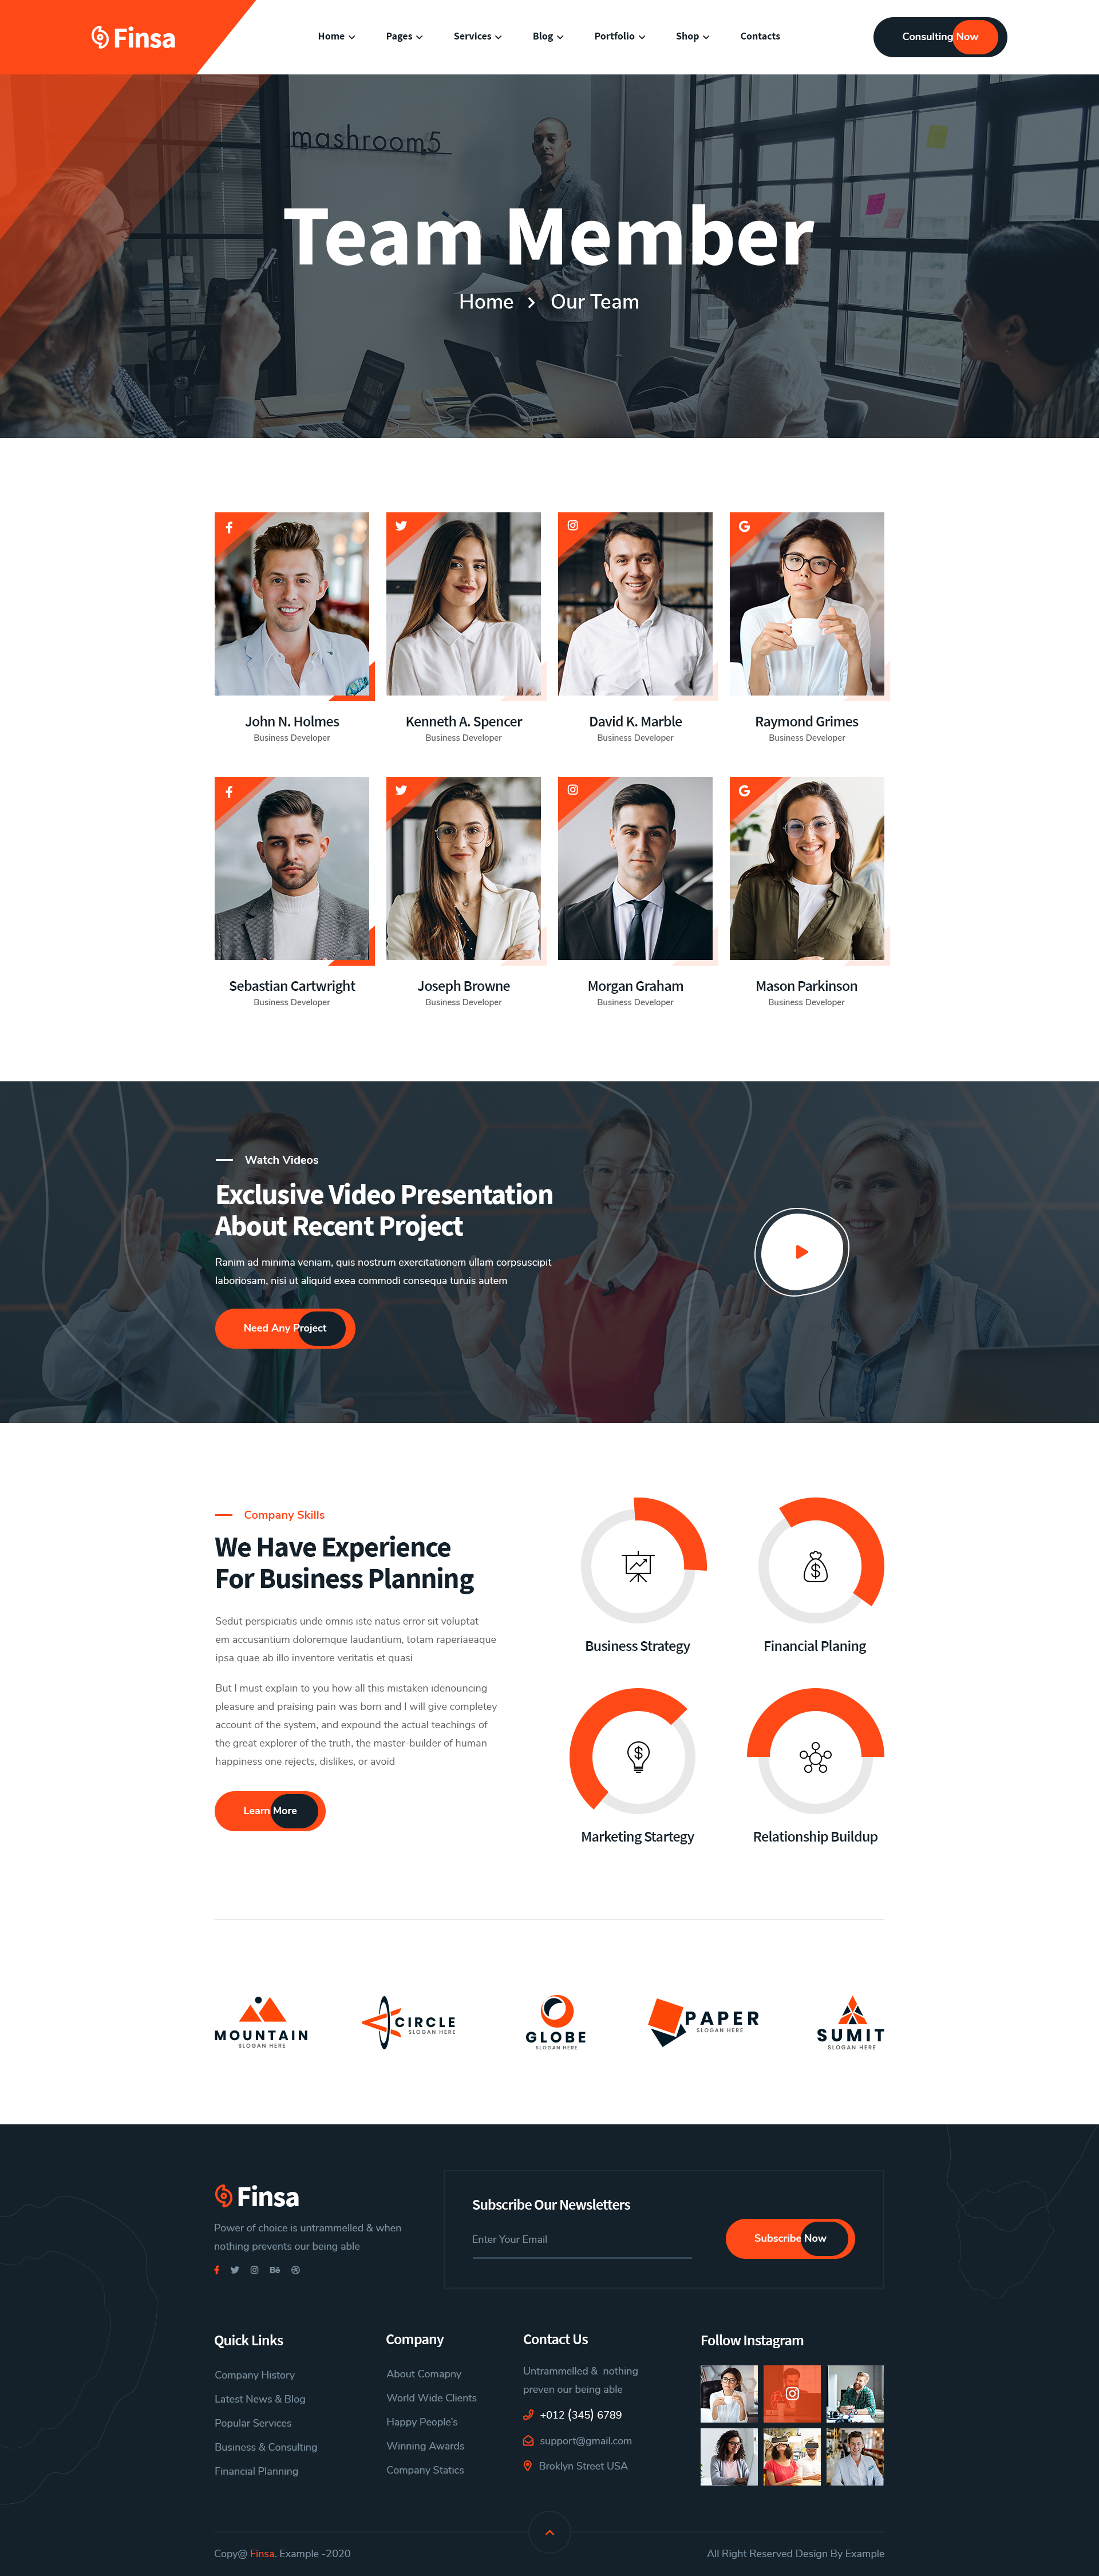 Finsa
Home Pages Services Blog Portfolio Shop Contacts
Consulting Now
mashroom5
Team Member
Home > Our Team
John N. Holmes
Business Developer
Kenneth A. Spencer
Business Developer
David K. Marble
Business Developer
Raymond Grimes
Business Developer
Sebastian Cartwright
Business Developer
Joseph Browne
Business Developer
Morgan Graham
Business Developer
Mason Parkinson
Business Developer
Watch Videos
Exclusive Video Presentation
About Recent Project
Ranim ad minima veniam, quis nostrum exercitationem ullam corpsuscipit
laboriosam, nisi ut aliquid exea commodi consequa turuis autem
Need Any Project
Company Skills
We Have Experience
For Business Planning
Sedut perspiciatis unde omnis iste natus error sit voluptat
em accusantium doloremque laudantium, totam raperiaeaque
ipsa quae ab illo inventore veritatis et quasi
But I must explain to you how all this mistaken idenouncing
pleasure and praising pain was born and I will give completey
account of the system, and expound the actual teachings of
the great explorer of the truth, the master-builder of human
happiness one rejects, dislikes, or avoid
Learn More
Business Strategy
Financial Planing
Marketing Startegy
Relationship Buildup
MOUNTAIN
SLOGAN HERE
CIRCLE
SLOGAN HERE
GLOBE
SLOGAN HERE
PAPER
SLOGAN HERE
SUMIT
SLOGAN HERE
Finsa
Power of choice is untrammelled & when
nothing prevents our being able
Subscribe Our Newsletters
Enter Your Email
Subscribe Now
Quick Links
Company History
Latest News & Blog
Popular Services
Business & Consulting
Financial Planning
Company
About Comapny
World Wide Clients
Happy People's
Winning Awards
Company Statics
Contact Us
Untrammelled & nothing
preven our being able
+012 (345) 6789
support@gmail.com
Broklyn Street USA
Follow Instagram
Copy@ Finsa. Example -2020
All Right Reserved Design By Example